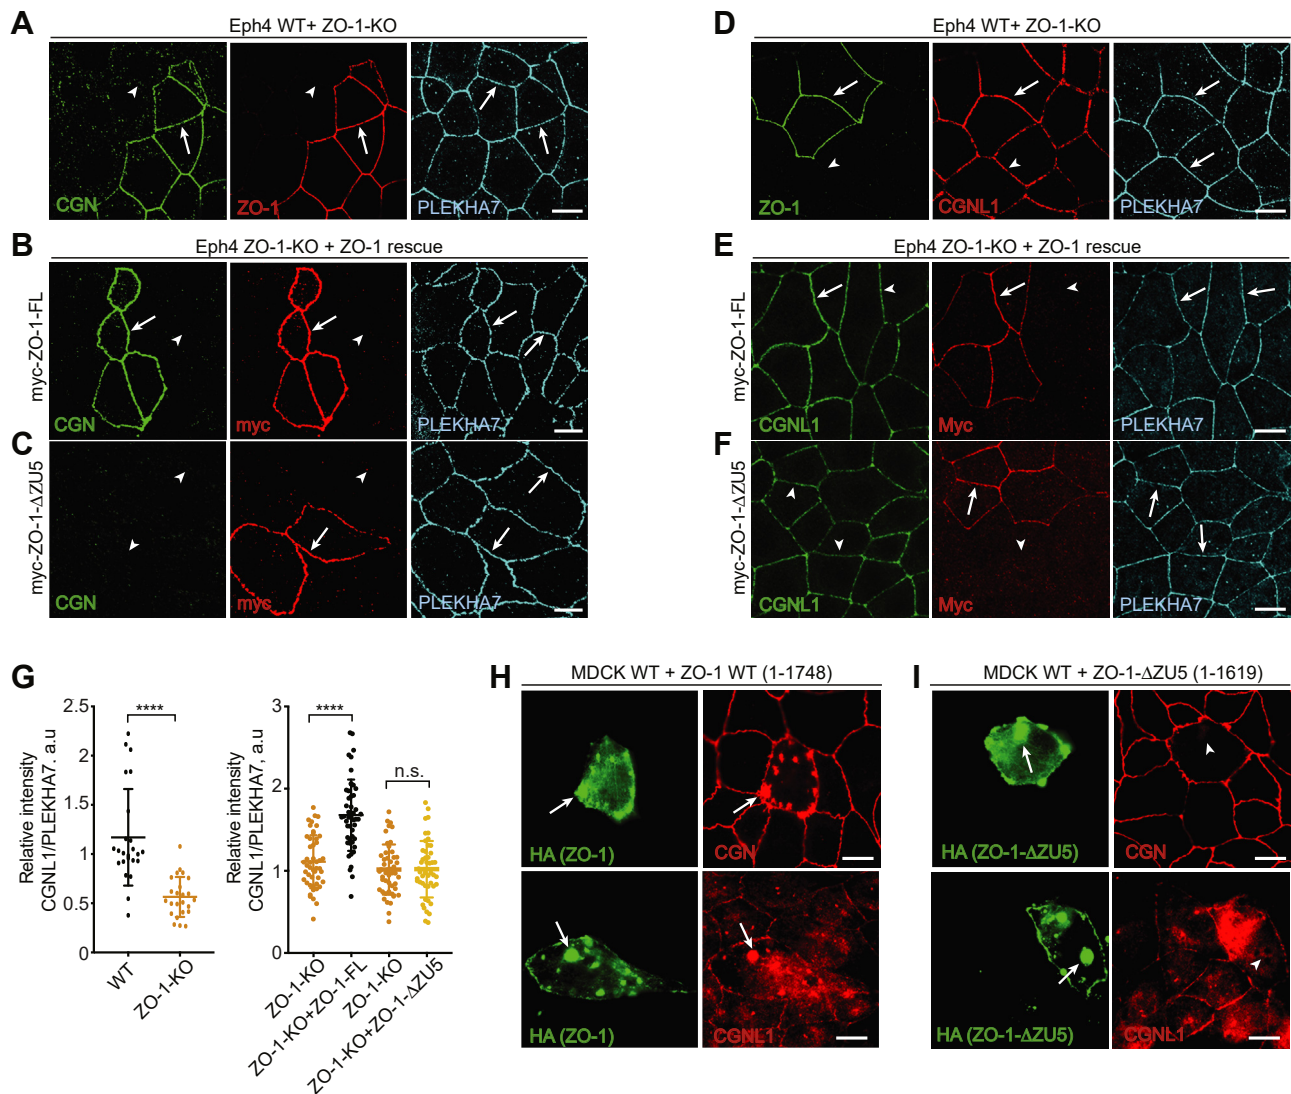 A
Eph4 WT+ ZO-1-KO
CGN
ZO-1
PLEKHA7
D
Eph4 WT+ ZO-1-KO
ZO-1
CGNL1
PLEKHA7
B
Eph4 ZO-1-KO + ZO-1 rescue
myc-ZO-1-FL
CGN
myc
PLEKHA7
C
myc-ZO-1-ΔZU5
CGN
myc
PLEKHA7
E
Eph4 ZO-1-KO + ZO-1 rescue
myc-ZO-1-FL
CGNL1
Myc
PLEKHA7
F
myc-ZO-1-ΔZU5
CGNL1
Myc
PLEKHA7
G
Relative intensity
CGNL1/PLEKHA7. a.u
2.5
2
1.5
1
0.5
0
****
WT
ZO-1-KO
Relative intensity
CGNL1/PLEKHA7, a.u
3
2
1
0
****
n.s.
ZO-1-KO
ZO-1-KO+ZO-1-FL
ZO-1-KO
ZO-1-KO+ZO-1-ΔZU5
H
MDCK WT + ZO-1 WT (1-1748)
HA (ZO-1)
CGN
HA (ZO-1)
CGNL1
I
MDCK WT + ZO-1-ΔZU5 (1-1619)
HA (ZO-1-ΔZU5)
CGN
HA (ZO-1-ΔZU5)
CGNL1